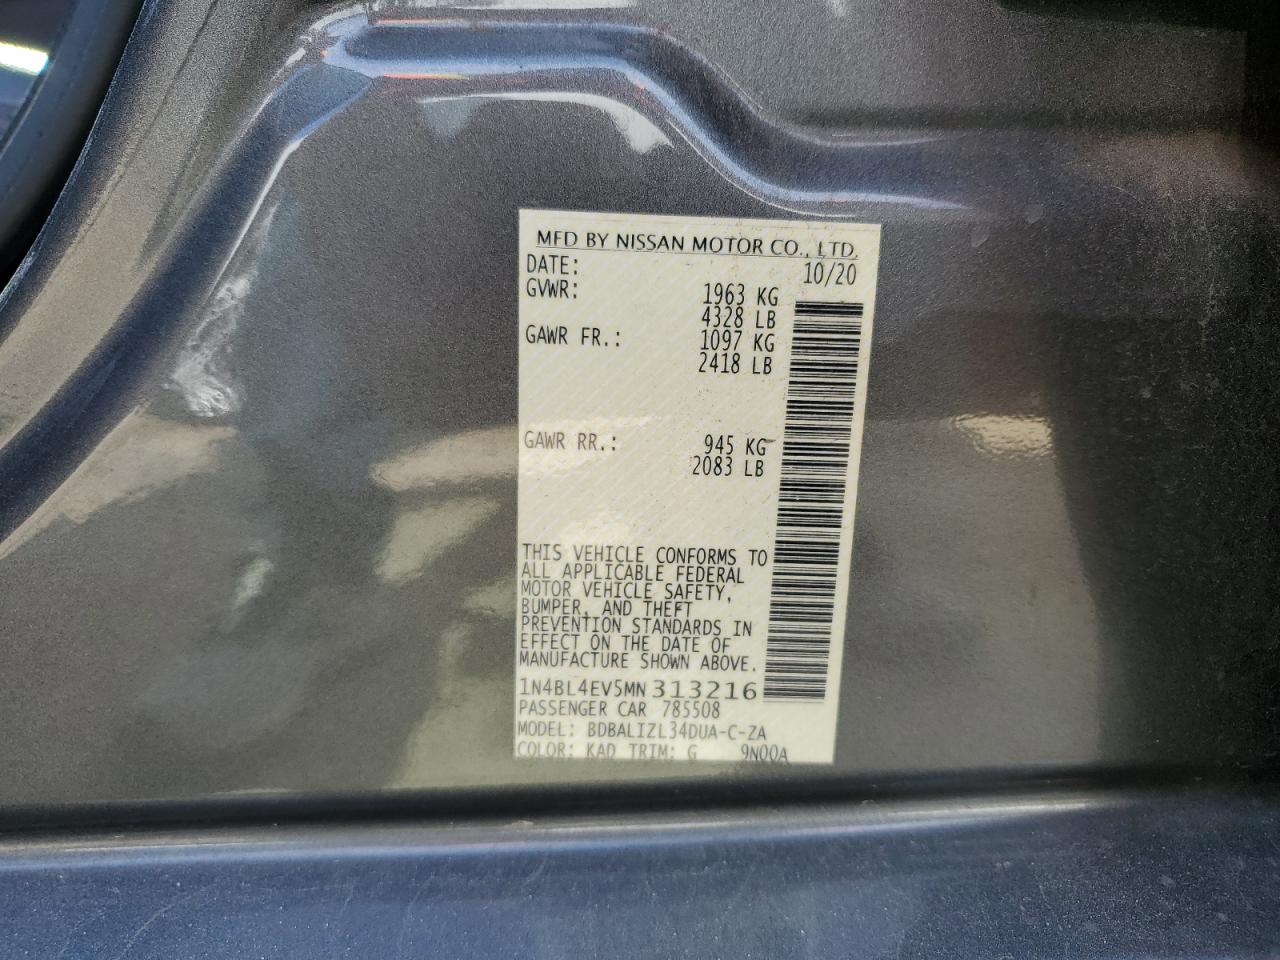 MFD BY NISSAN MOTOR CO., LTD.
DATE: 10/20
GVWR: 1963 KG
4328 LB
GAWR FR.: 1097 KG
2418 LB
GAWR RR.: 945 KG
2083 LB
THIS VEHICLE CONFORMS TO
ALL APPLICABLE FEDERAL
MOTOR VEHICLE SAFETY,
BUMPER, AND THEFT
PREVENTION STANDARDS IN
EFFECT ON THE DATE OF
MANUFACTURE SHOWN ABOVE.
1N4BL4EV5MN313216
PASSENGER CAR 785508
MODEL: BDBALIZL34DUA-C-ZA
COLOR: KAD TRIM: G 9N00A